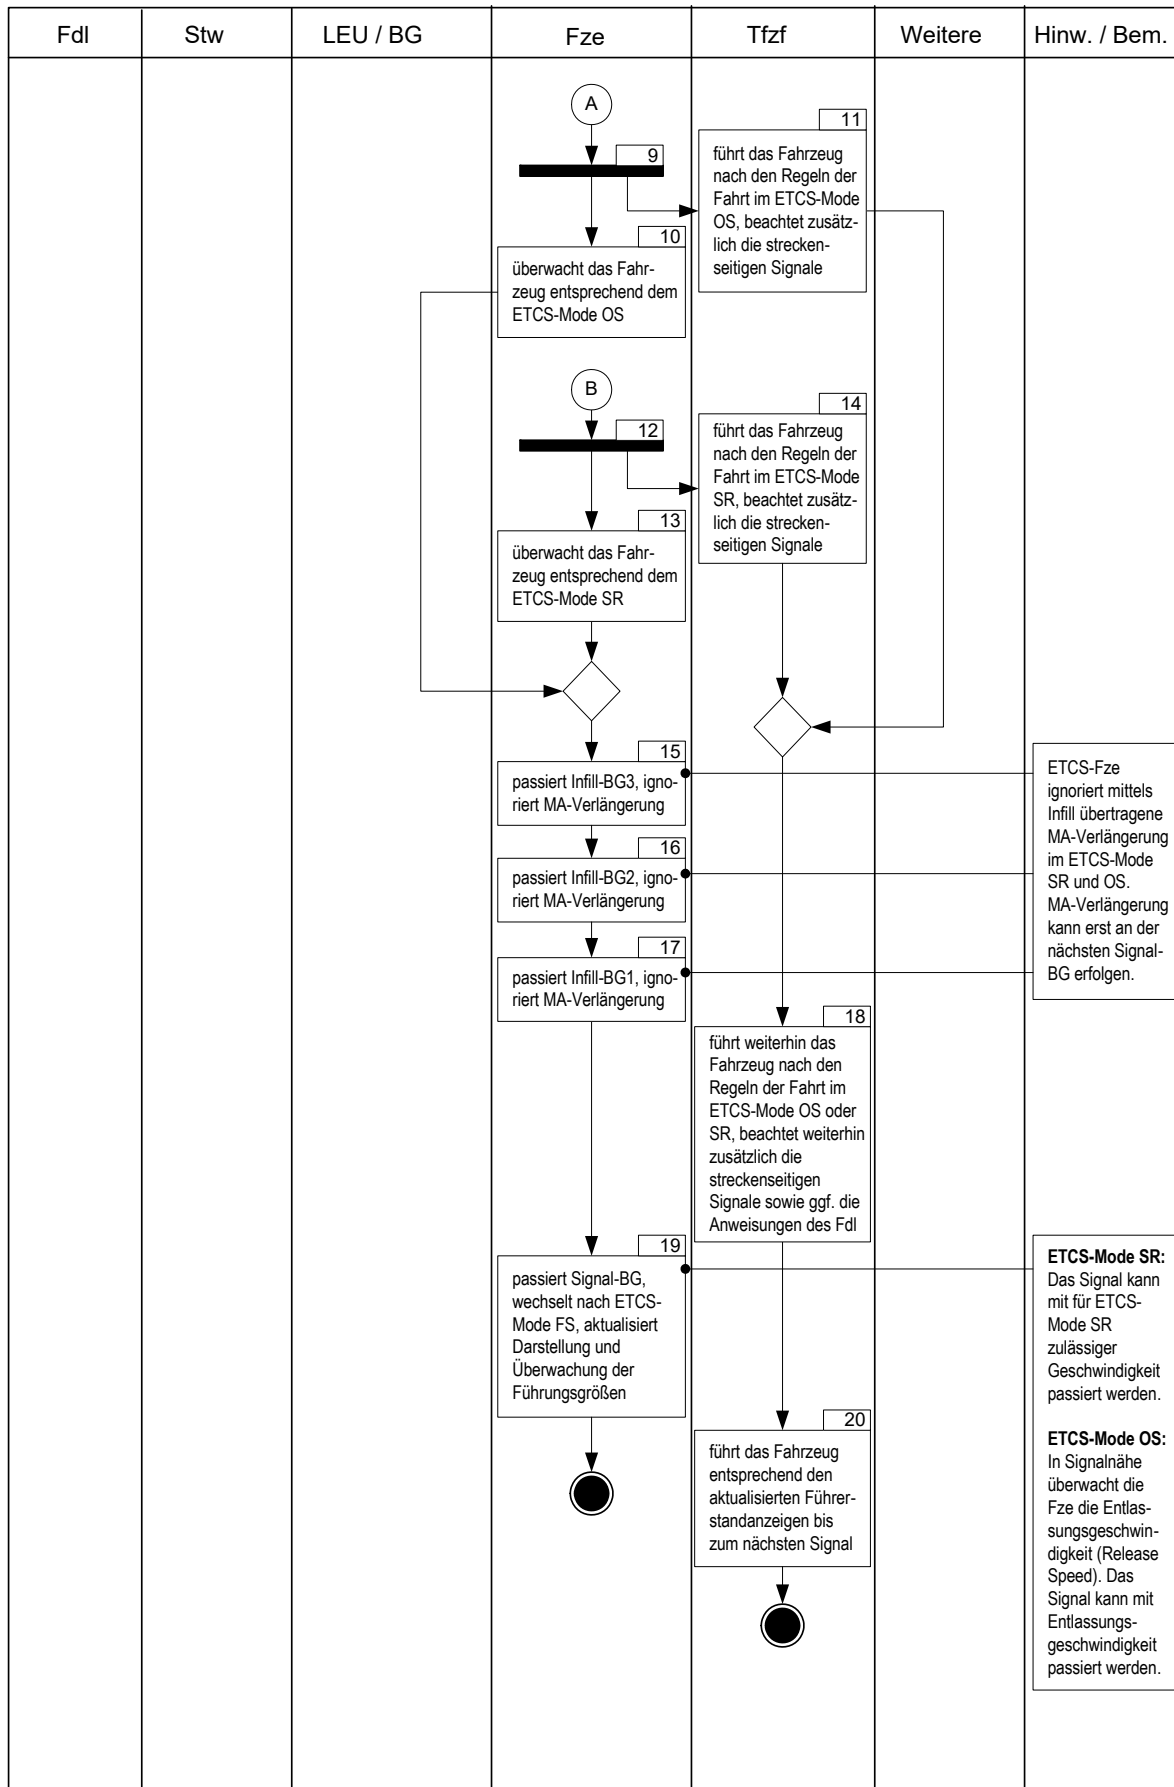 Fdl
Stw
LEU / BG
Fze
Tfzf
Weitere
Hinw. / Bem.
A
9
10
überwacht das Fahr-
zeug entsprechend dem
ETCS-Mode OS
11
führt das Fahrzeug
nach den Regeln der
Fahrt im ETCS-Mode
OS, beachtet zusätz-
lich die strecken-
seitigen Signale
B
12
13
überwacht das Fahr-
zeug entsprechend dem
ETCS-Mode SR
14
führt das Fahrzeug
nach den Regeln der
Fahrt im ETCS-Mode
SR, beachtet zusätz-
lich die strecken-
seitigen Signale
15
passiert Infill-BG3, igno-
riert MA-Verlängerung
16
passiert Infill-BG2, igno-
riert MA-Verlängerung
17
passiert Infill-BG1, igno-
riert MA-Verlängerung
ETCS-Fze
ignoriert mittels
Infill übertragene
MA-Verlängerung
im ETCS-Mode
SR und OS.
MA-Verlängerung
kann erst an der
nächsten Signal-
BG erfolgen.
18
führt weiterhin das
Fahrzeug nach den
Regeln der Fahrt im
ETCS-Mode OS oder
SR, beachtet weiterhin
zusätzlich die
streckenseitigen
Signale sowie ggf. die
Anweisungen des Fdl
19
passiert Signal-BG,
wechselt nach ETCS-
Mode FS, aktualisiert
Darstellung und
Überwachung der
Führungsgrößen
ETCS-Mode SR:
Das Signal kann
mit für ETCS-
Mode SR
zulässiger
Geschwindigkeit
passiert werden.
ETCS-Mode OS:
In Signalnähe
überwacht die
Fze die Entlas-
sungsgeschwin-
digkeit (Release
Speed). Das
Signal kann mit
Entlassungs-
geschwindigkeit
passiert werden.
20
führt das Fahrzeug
entsprechend den
aktualisierten Führer-
standanzeigen bis
zum nächsten Signal